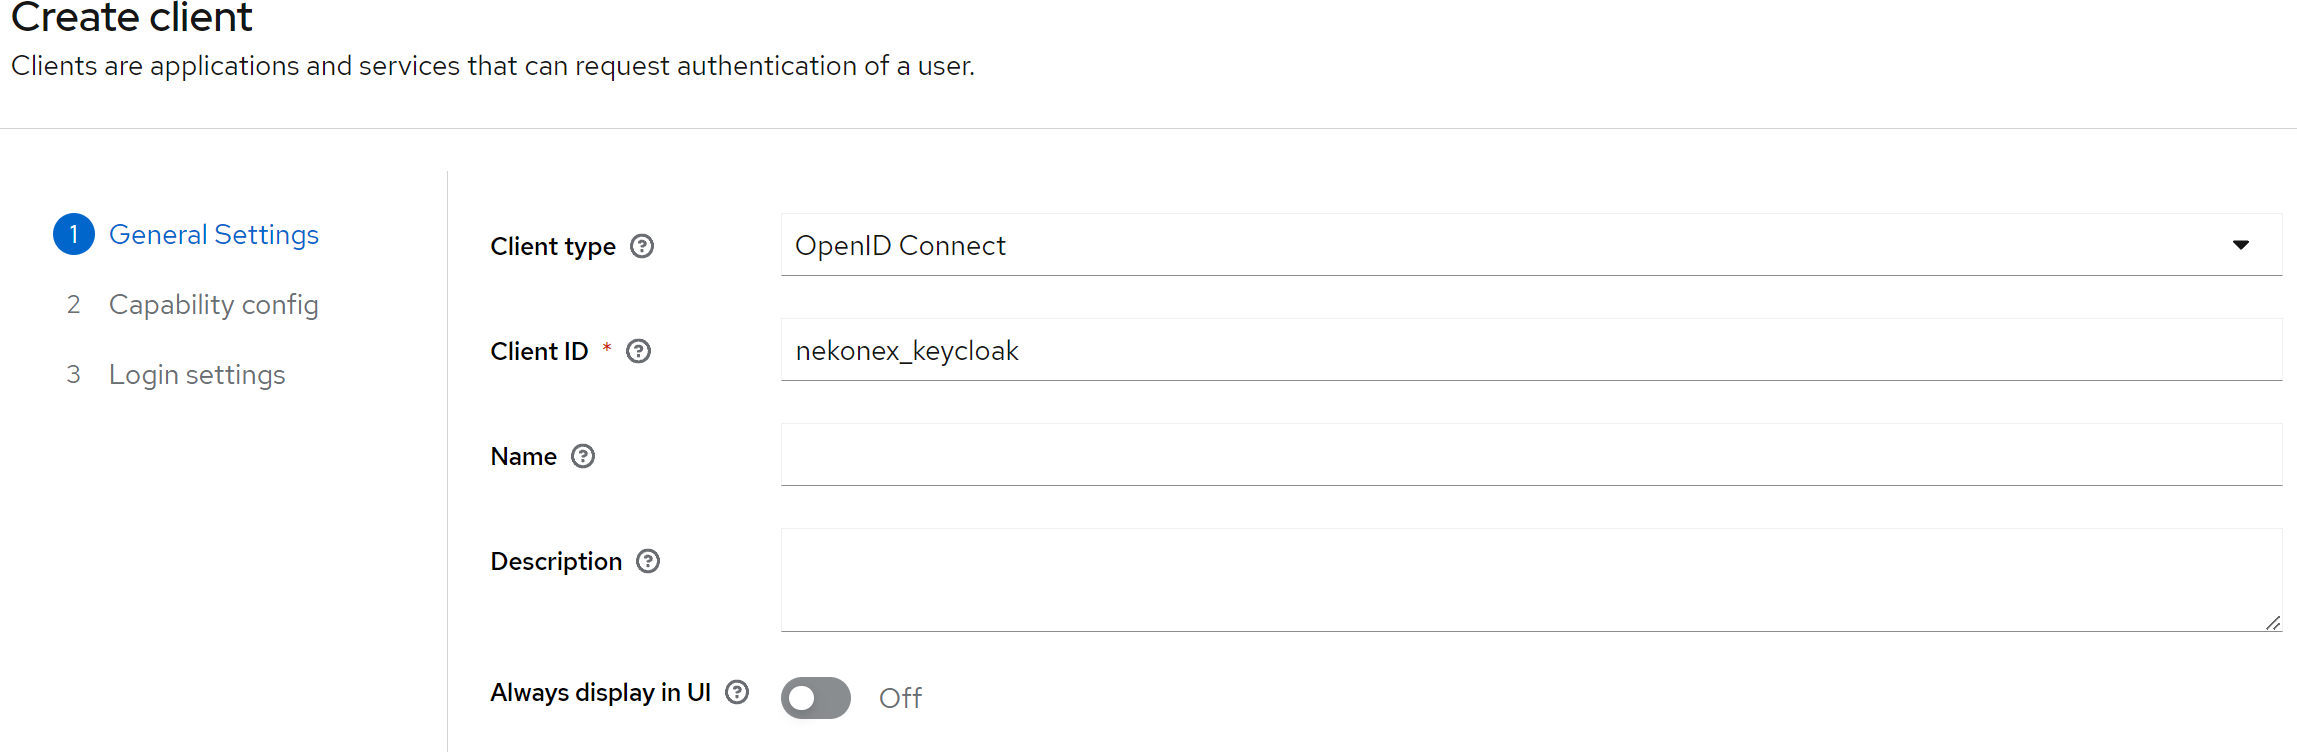 Create client
Clients are applications and services that can request authentication of a user.
1 General Settings
2 Capability config
3 Login settings
Client type
OpenID Connect
Client ID *
nekonex_keycloak
Name
Description
Always display in UI
Off